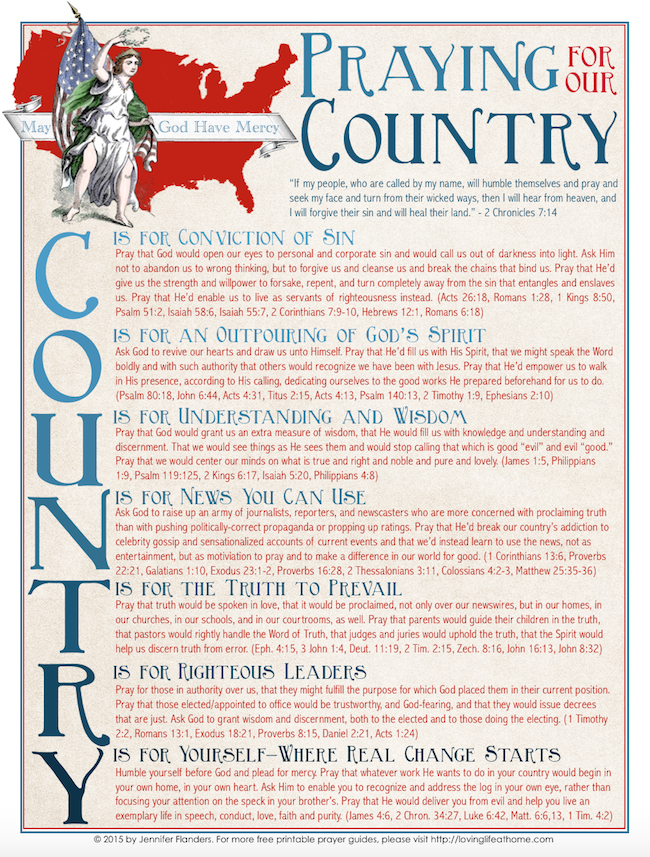 PRAYING FOR OUR
COUNTRY
May God Have Mercy
"If my people, who are called by my name, will humble themselves and pray and
seek my face and turn from their wicked ways, then I will hear from heaven, and
I will forgive their sin and will heal their land." - 2 Chronicles 7:14
C IS FOR CONVICTION OF SIN
Pray that God would open our eyes to personal and corporate sin and would call us out of darkness into light. Ask Him
not to abandon us to wrong thinking, but to forgive us and cleanse us and break the chains that bind us. Pray that He'd
give us the strength and willpower to forsake, repent, and turn completely away from the sin that entangles and enslaves
us. Pray that He'd enable us to live as servants of righteousness instead. (Acts 26:18, Romans 1:28, 1 Kings 8:50,
Psalm 51:2, Isaiah 58:6, Isaiah 55:7, 2 Corinthians 7:9-10, Hebrews 12:1, Romans 6:18)
O IS FOR AN OUTPOURING OF GOD'S SPIRIT
Ask God to revive our hearts and draw us unto Himself. Pray that He'd fill us with His Spirit, that we might speak the Word
boldly and with such authority that others would recognize we have been with Jesus. Pray that He'd empower us to walk
in His presence, according to His calling, dedicating ourselves to the good works He prepared beforehand for us to do.
(Psalm 80:18, John 6:44, Acts 4:31, Titus 2:15, Acts 4:13, Psalm 140:13, 2 Timothy 1:9, Ephesians 2:10)
U IS FOR UNDERSTANDING AND WISDOM
Pray that God would grant us an extra measure of wisdom, that He would fill us with knowledge and understanding and
discernment. That we would see things as He sees them and would stop calling that which is good "evil" and evil "good."
Pray that we would center our minds on what is true and right and noble and pure and lovely. (James 1:5, Philippians
1:9, Psalm 119:125, 2 Kings 6:17, Isaiah 5:20, Philippians 4:8)
N IS FOR NEWS YOU CAN USE
Ask God to raise up an army of journalists, reporters, and newscasters who are more concerned with proclaiming truth
than with pushing politically-correct propaganda or propping up ratings. Pray that He'd break our country's addiction to
celebrity gossip and sensationalized accounts of current events and that we'd instead learn to use the news, not as
entertainment, but as motiviation to pray and to make a difference in our world for good. (1 Corinthians 13:6, Proverbs
22:21, Galatians 1:10, Exodus 23:1-2, Proverbs 16:28, 2 Thessalonians 3:11, Colossians 4:2-3, Matthew 25:35-36)
T IS FOR THE TRUTH TO PREVAIL
Pray that truth would be spoken in love, that it would be proclaimed, not only over our newswires, but in our homes, in
our churches, in our schools, and in our courtrooms, as well. Pray that parents would guide their children in the truth,
that pastors would rightly handle the Word of Truth, that judges and juries would uphold the truth, that the Spirit would
help us discern truth from error. (Eph. 4:15, 3 John 1:4, Deut. 11:19, 2 Tim. 2:15, Zech. 8:16, John 16:13, John 8:32)
R IS FOR RIGHTEOUS LEADERS
Pray for those in authority over us, that they might fulfill the purpose for which God placed them in their current position.
Pray that those elected/appointed to office would be trustworthy, and God-fearing, and that they would issue decrees
that are just. Ask God to grant wisdom and discernment, both to the elected and to those doing the electing. (1 Timothy
2:2, Romans 13:1, Exodus 18:21, Proverbs 8:15, Daniel 2:21, Acts 1:24)
Y IS FOR YOURSELF—WHERE REAL CHANGE STARTS
Humble yourself before God and plead for mercy. Pray that whatever work He wants to do in your country would begin in
your own home, in your own heart. Ask Him to enable you to recognize and address the log in your own eye, rather than
focusing your attention on the speck in your brother's. Pray that He would deliver you from evil and help you live an
exemplary life in speech, conduct, love, faith and purity. (James 4:6, 2 Chron. 34:27, Luke 6:42, Matt. 6:6,13, 1 Tim. 4:2)
© 2015 by Jennifer Flanders. For more free printable prayer guides, please visit http://lovinglifeathome.com